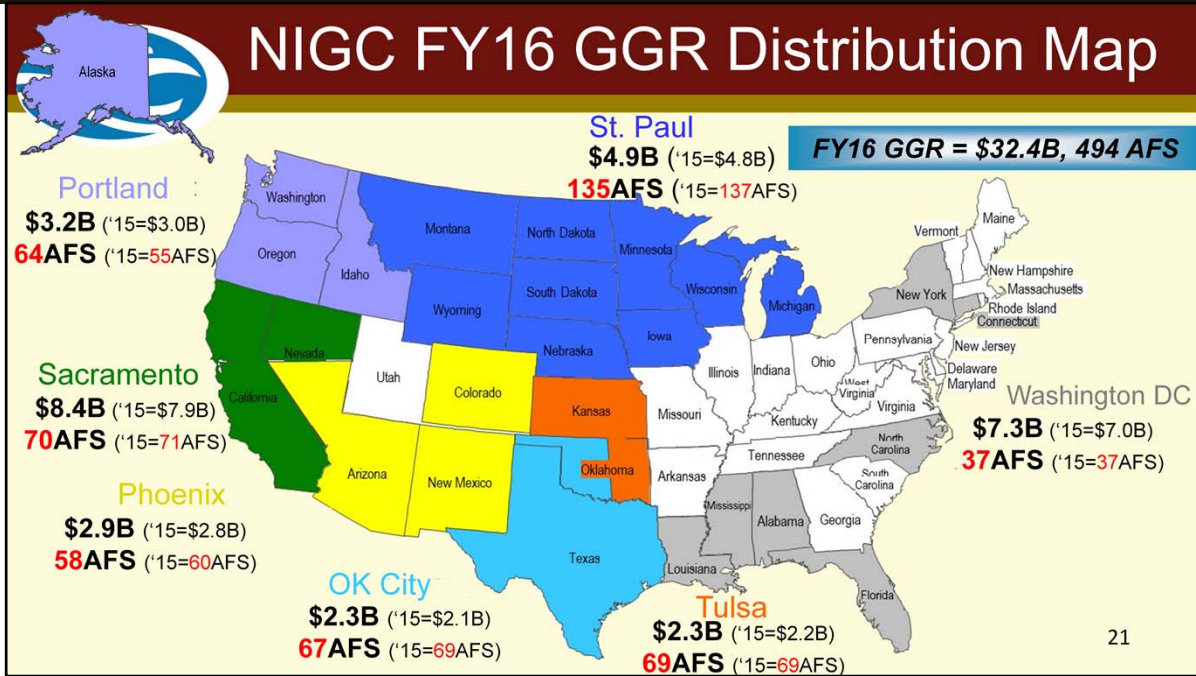 NIGC FY16 GGR Distribution Map
Alaska
FY16 GGR = $32.4B, 494 AFS
St. Paul
$4.9B (‘15=$4.8B)
135AFS (‘15=137AFS)
Portland
$3.2B (‘15=$3.0B)
64AFS (‘15=55AFS)
Sacramento
$8.4B (‘15=$7.9B)
70AFS (‘15=71AFS)
Phoenix
$2.9B (‘15=$2.8B)
58AFS (‘15=60AFS)
OK City
$2.3B (‘15=$2.1B)
67AFS (‘15=69AFS)
Tulsa
$2.3B (‘15=$2.2B)
69AFS (‘15=69AFS)
Washington DC
$7.3B (‘15=$7.0B)
37AFS (‘15=37AFS)
Washington
Oregon
Idaho
Montana
North Dakota
Minnesota
South Dakota
Wyoming
Wisconsin
Michigan
Nebraska
Iowa
Nevada
California
Utah
Colorado
Arizona
New Mexico
Kansas
Oklahoma
Texas
Missouri
Arkansas
Illinois
Indiana
Ohio
Kentucky
Tennessee
West
Virginia
Virginia
North
Carolina
South
Carolina
Georgia
Alabama
Mississippi
Louisiana
Florida
Pennsylvania
New York
Vermont
Maine
New Hampshire
Massachusetts
Rhode Island
Connecticut
New Jersey
Delaware
Maryland
21